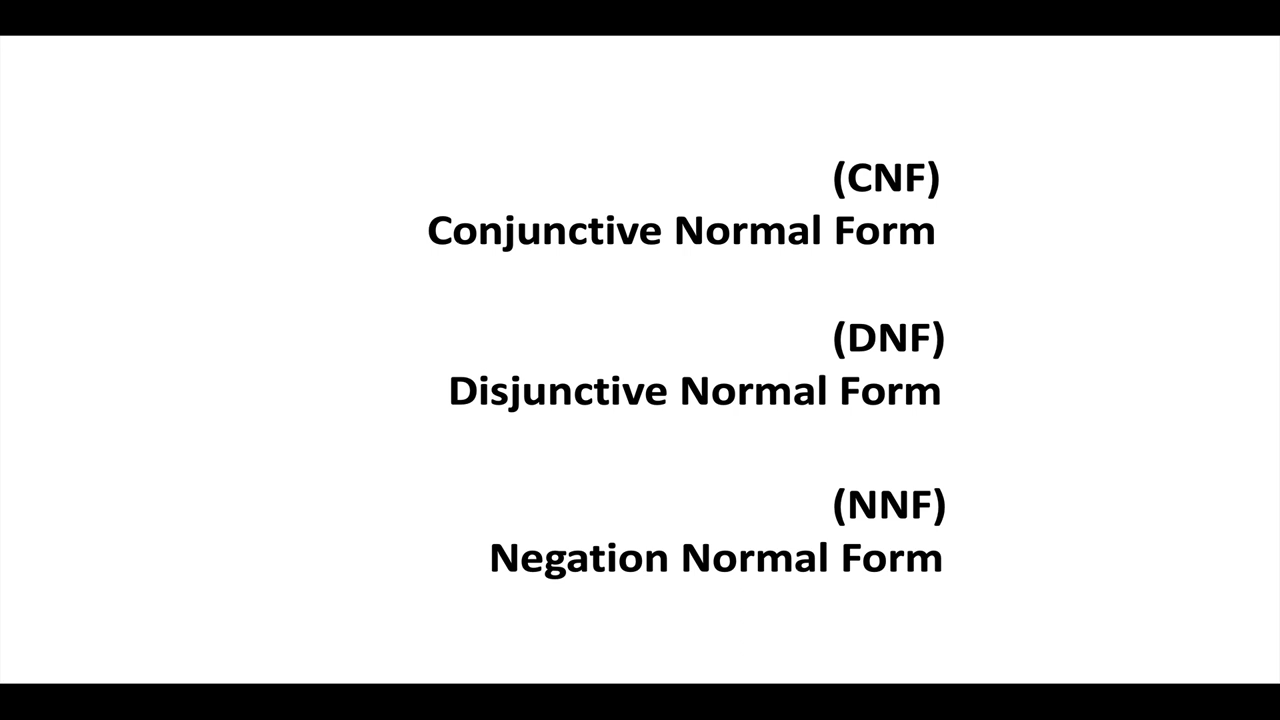 (CNF)
Conjunctive Normal Form
(DNF)
Disjunctive Normal Form
(NNF)
Negation Normal Form